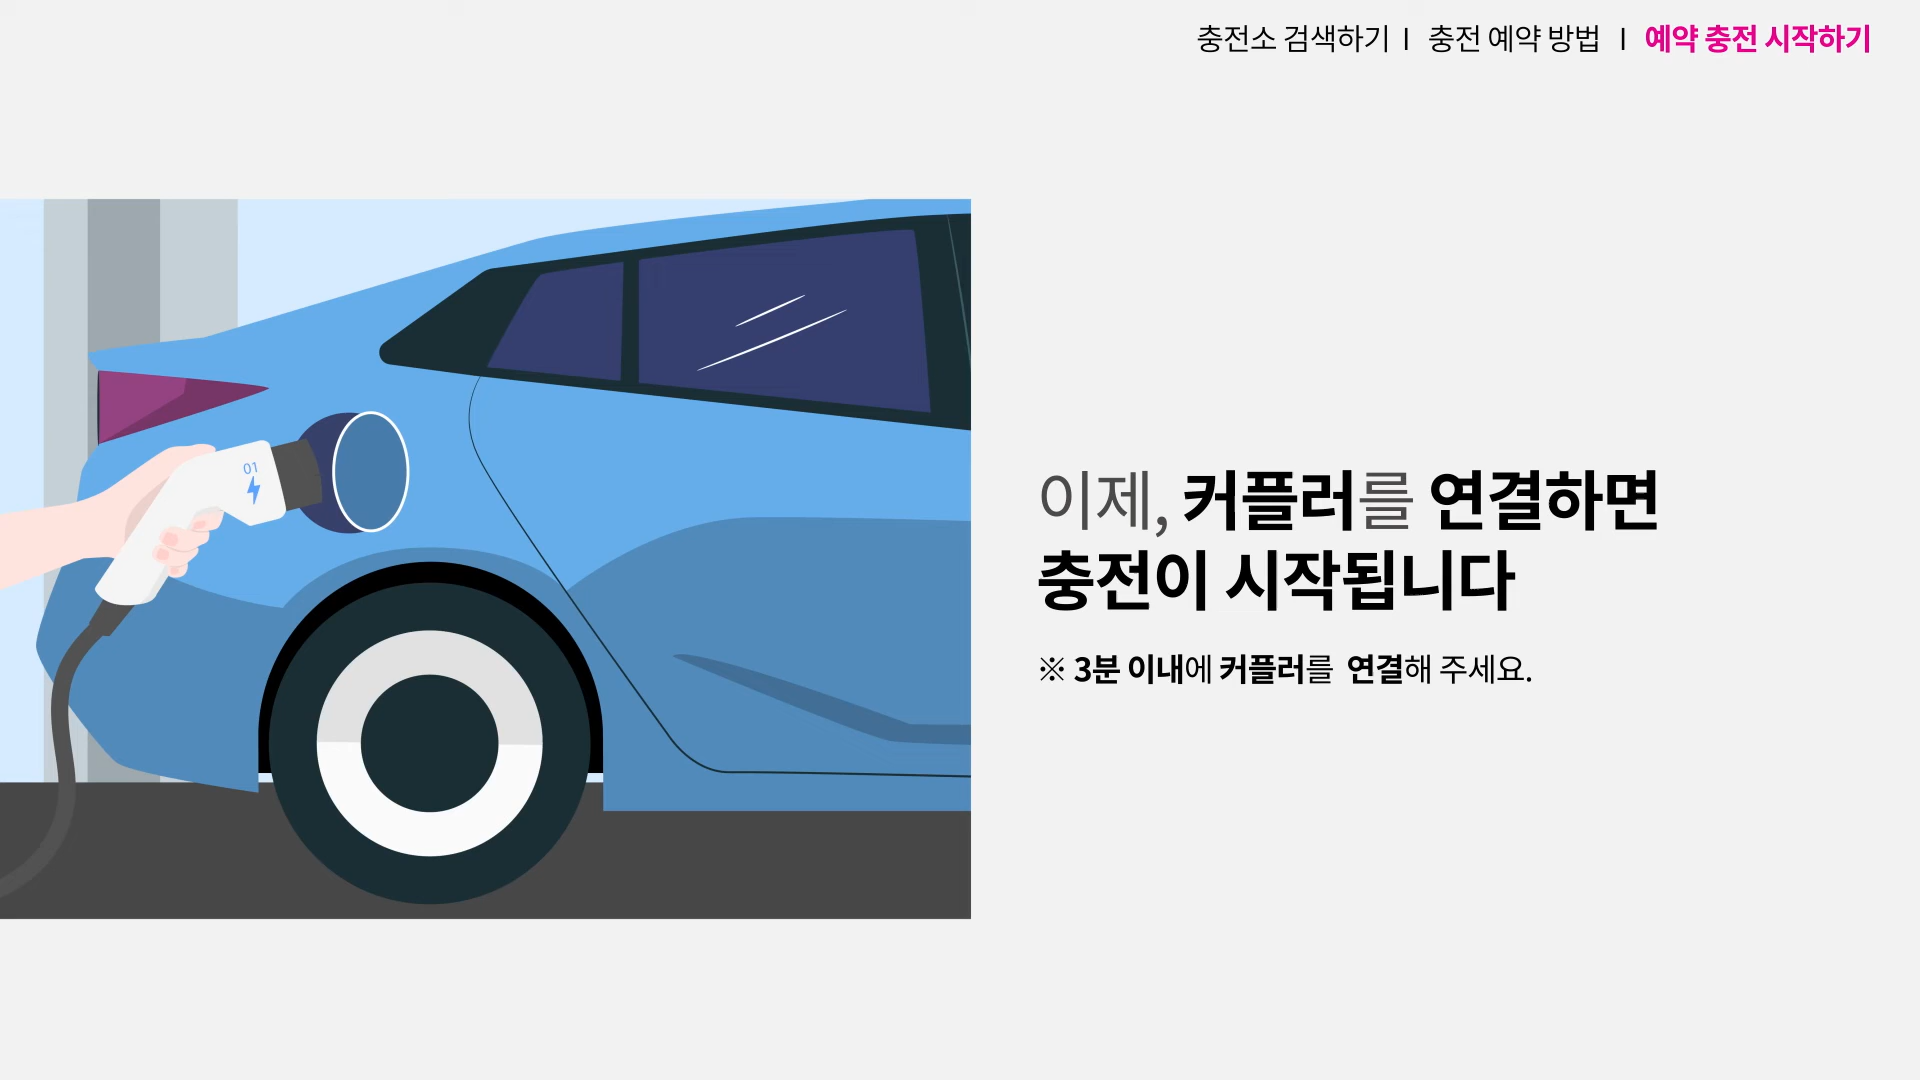 충전소 검색하기 I 충전 예약 방법 I 예약 충전 시작하기
01
이제, 커플러를 연결하면
충전이 시작됩니다
※ 3분 이내에 커플러를 연결해 주세요.